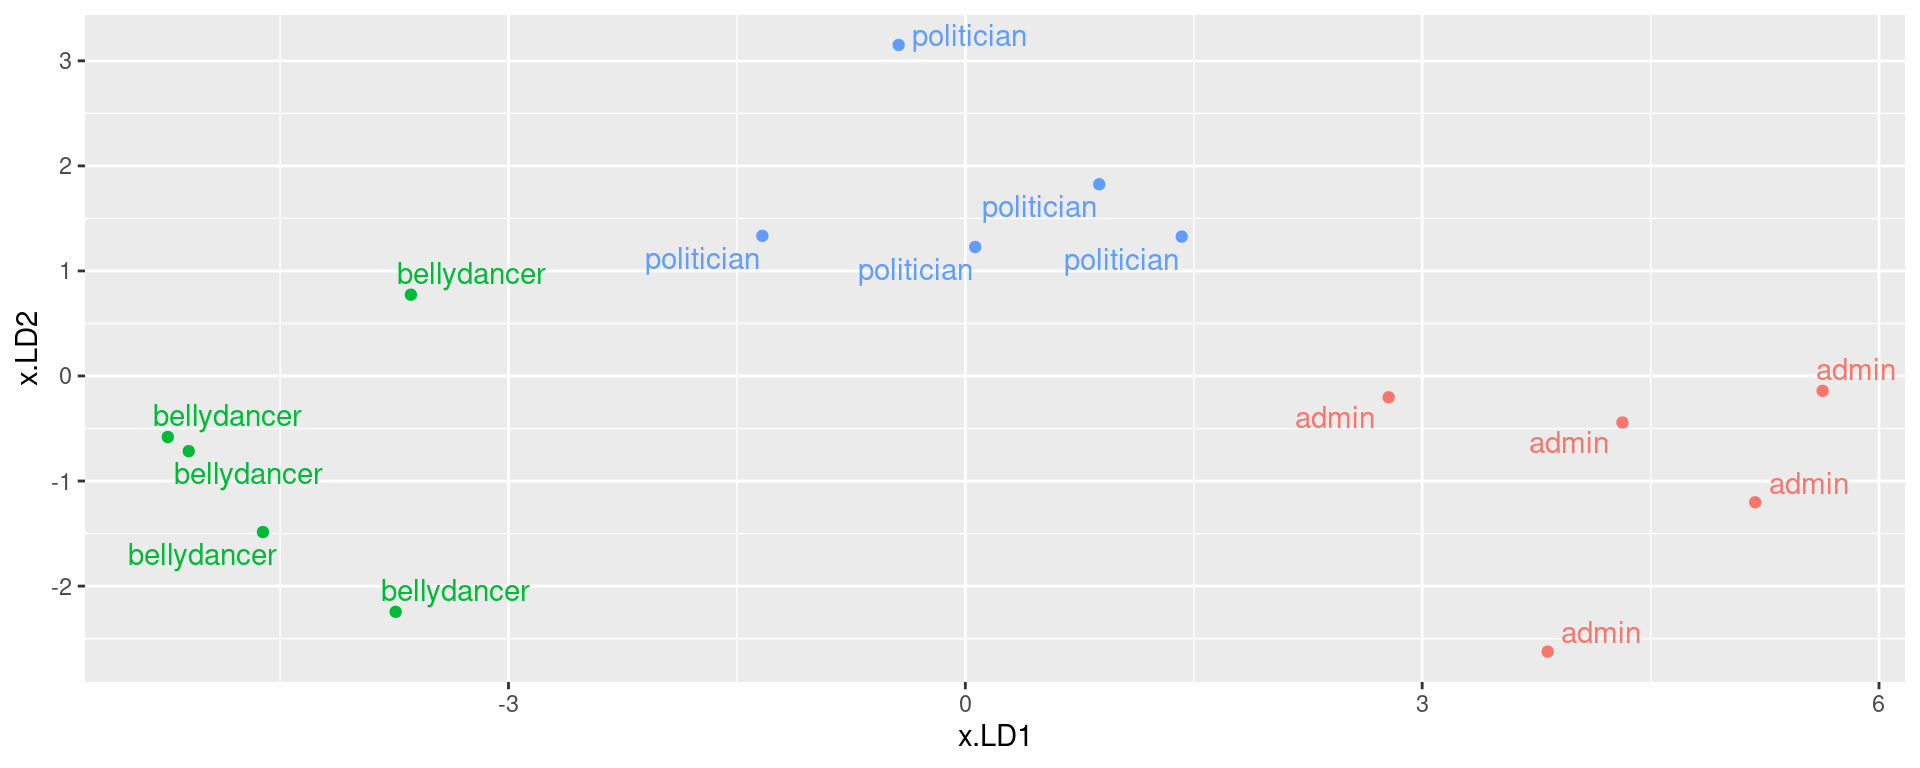 politician
3
2
politician
politician
politician
politician
bellydancer
1
x.LD2
0
admin
admin
bellydancer
admin
bellydancer
-1
admin
bellydancer
bellydancer
-2
admin
-3
0
3
6
x.LD1